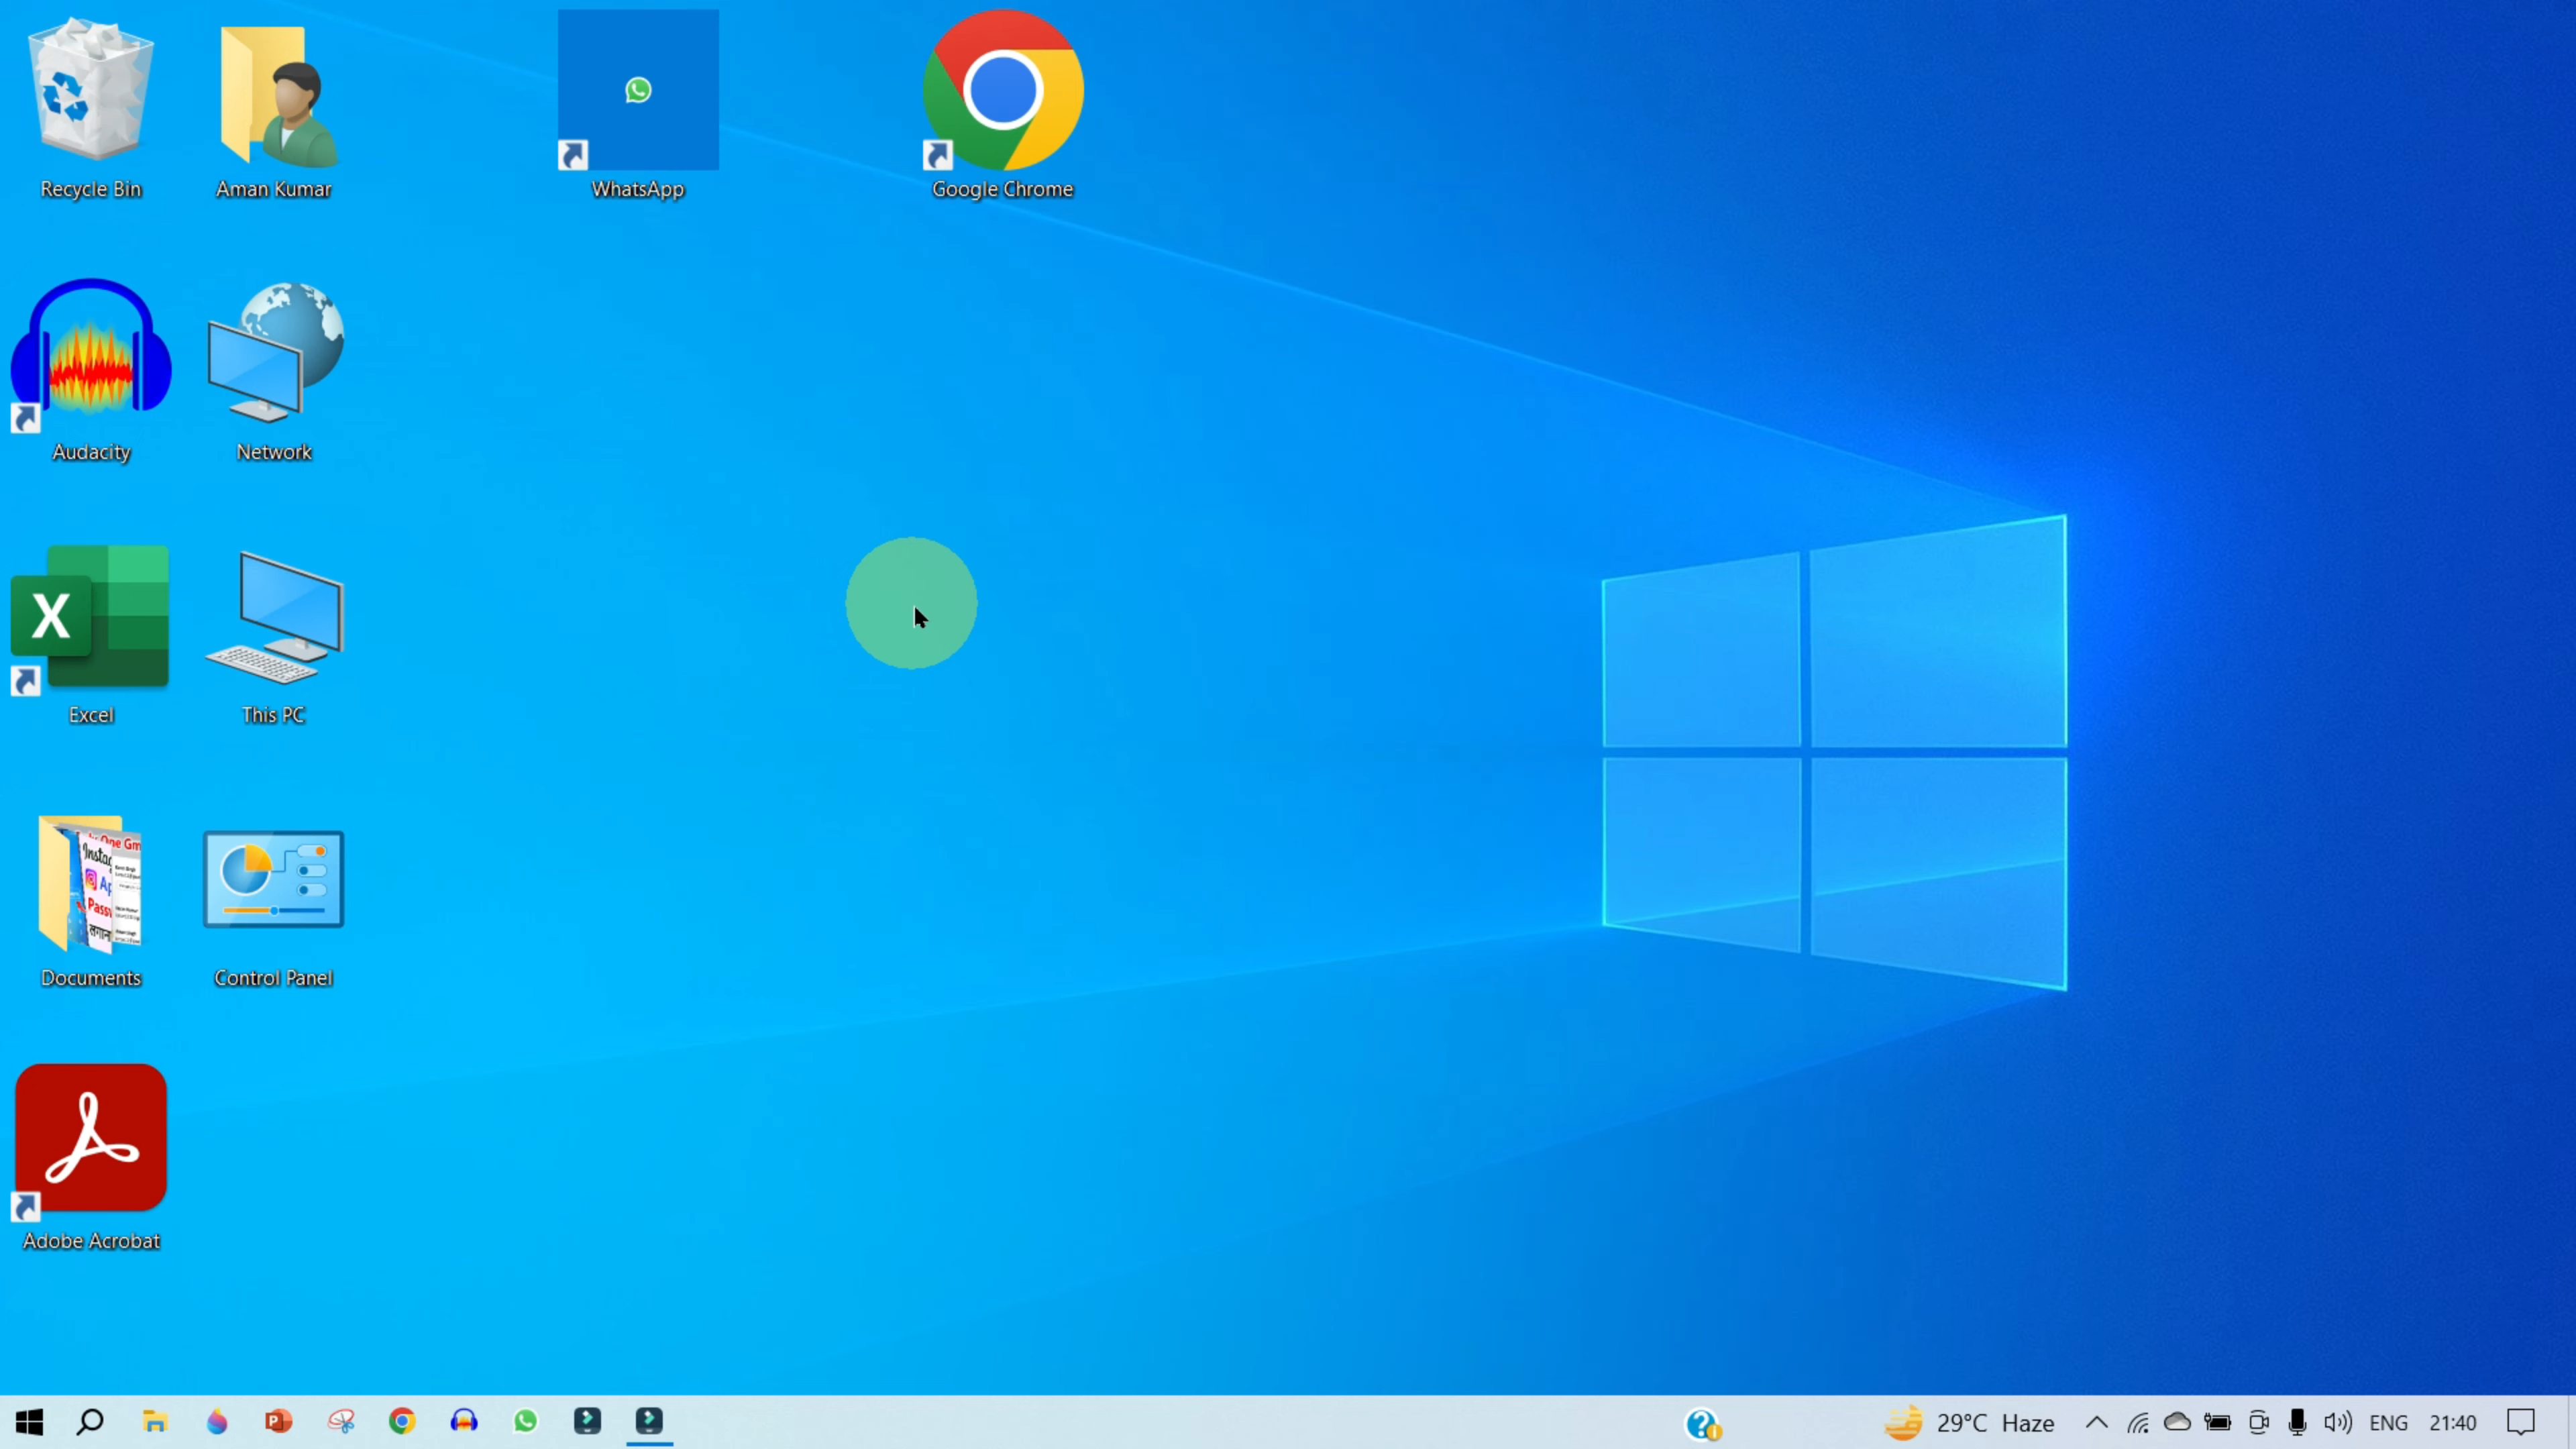 Recycle Bin
Aman Kumar
WhatsApp
Google Chrome
Audacity
Network
X
Excel
This PC
Documents
Control Panel
Adobe Acrobat
29°C Haze
ENG
21:40